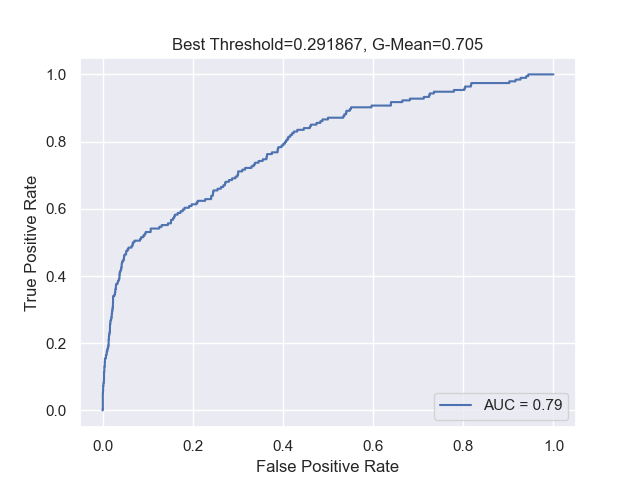 Best Threshold=0.291867, G-Mean=0.705
1.0
0.8
0.6
0.4
0.2
0.0
True Positive Rate
AUC = 0.79
0.0 0.2 0.4 0.6 0.8 1.0
False Positive Rate